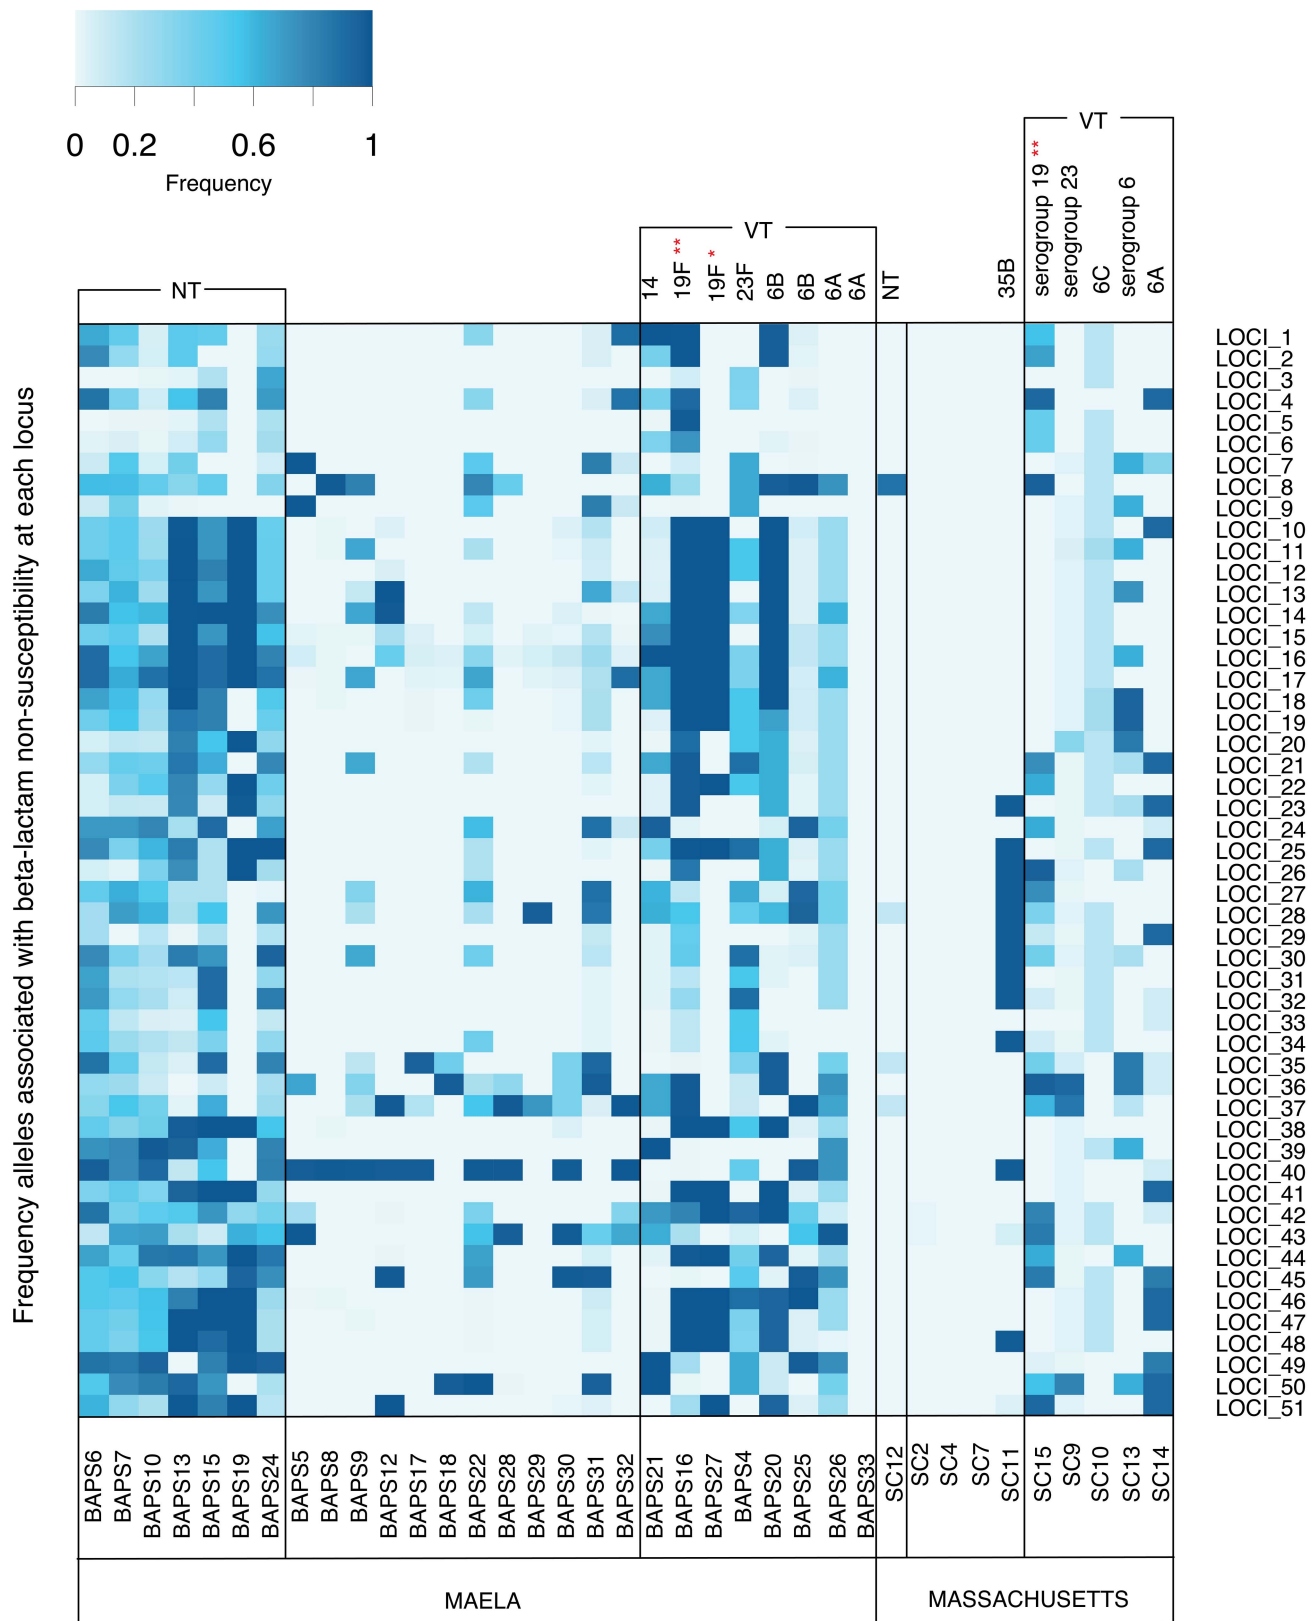 0 0.2 0.6 1
Frequency
VT
serogroup 19 **
serogroup 23
6C
serogroup 6
6A
VT
14
19F **
19F *
23F
6B
6B
6A
6A
NT
35B
NT
Frequency alleles associated with beta-lactam non-susceptibility at each locus
LOCI_1
LOCI_2
LOCI_3
LOCI_4
LOCI_5
LOCI_6
LOCI_7
LOCI_8
LOCI_9
LOCI_10
LOCI_11
LOCI_12
LOCI_13
LOCI_14
LOCI_15
LOCI_16
LOCI_17
LOCI_18
LOCI_19
LOCI_20
LOCI_21
LOCI_22
LOCI_23
LOCI_24
LOCI_25
LOCI_26
LOCI_27
LOCI_28
LOCI_29
LOCI_30
LOCI_31
LOCI_32
LOCI_33
LOCI_34
LOCI_35
LOCI_36
LOCI_37
LOCI_38
LOCI_39
LOCI_40
LOCI_41
LOCI_42
LOCI_43
LOCI_44
LOCI_45
LOCI_46
LOCI_47
LOCI_48
LOCI_49
LOCI_50
LOCI_51
BAPS6
BAPS7
BAPS10
BAPS13
BAPS15
BAPS19
BAPS24
BAPS5
BAPS8
BAPS9
BAPS12
BAPS17
BAPS18
BAPS22
BAPS28
BAPS29
BAPS30
BAPS31
BAPS32
BAPS21
BAPS16
BAPS27
BAPS4
BAPS20
BAPS25
BAPS26
BAPS33
SC12
SC2
SC4
SC7
SC11
SC15
SC9
SC10
SC13
SC14
MAELA
MASSACHUSETTS